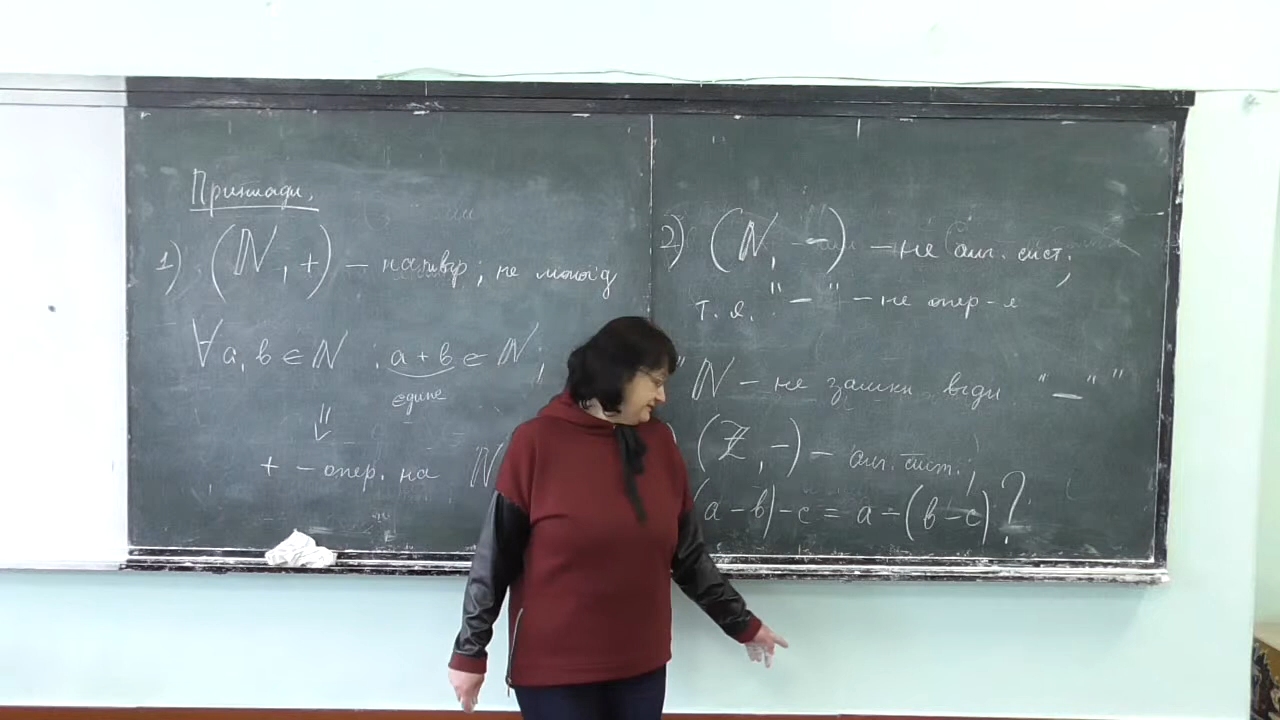 Приклади.
1) (ℕ, +) – напівгр; не моноїд
∀ a, b ∈ ℕ : a + b ∈ ℕ;
єдине
⇓
+ – опер. на ℕ
2) (ℕ, –) – не алг. сист.,
т.я. "–" – не опер-я
ℕ – не замкн. відн "–"
(ℤ, –) – алг. сист.;
(a – b) – c = a – (b – c)?